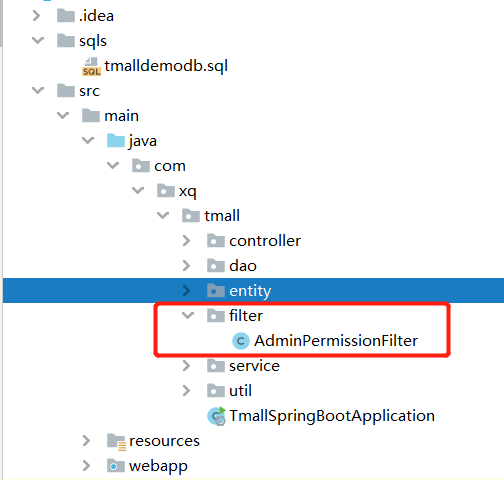 .idea
sqls
SQL
tmalldemodb.sql
src
main
java
com
xq
tmall
controller
dao
entity
filter
C AdminPermissionFilter
service
util
TmallSpringBootApplication
resources
webapp